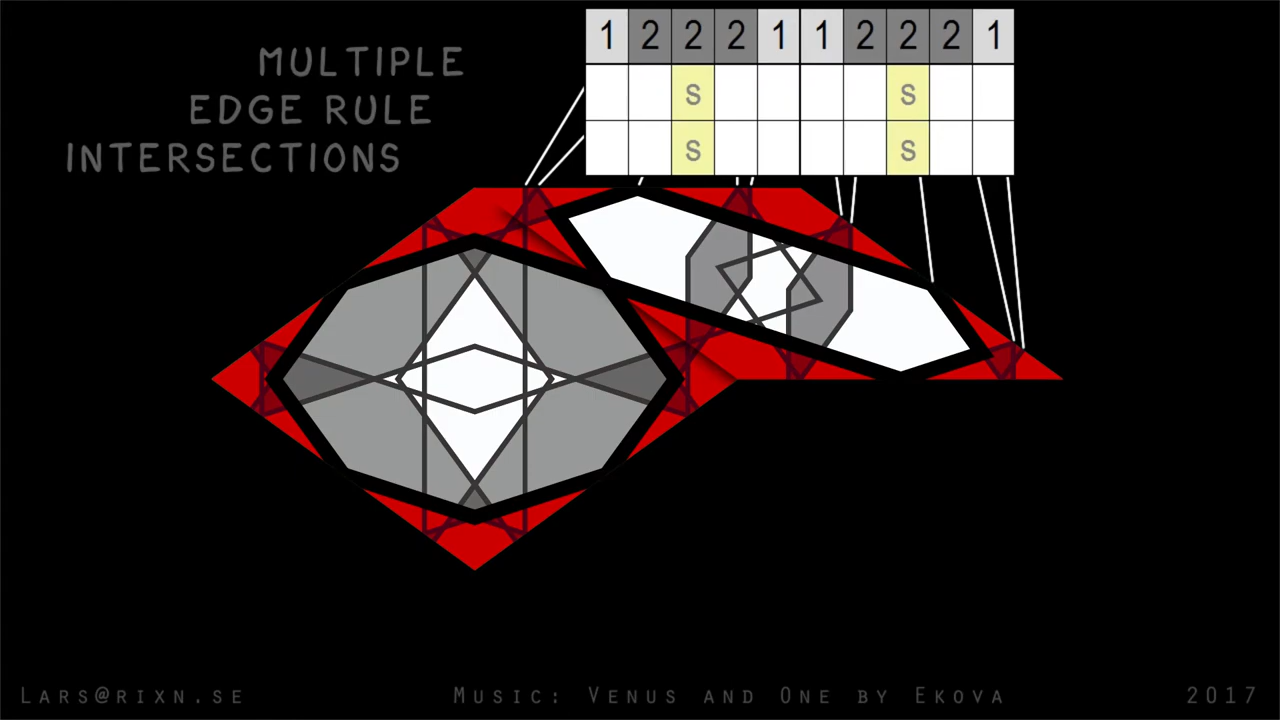 MULTIPLE
EDGE RULE
INTERSECTIONS
1 2 2 2 1 1 2 2 2 1
S S
S S
LARS@RIXN.SE MUSIC: VENUS AND ONE BY EKOVA 2017